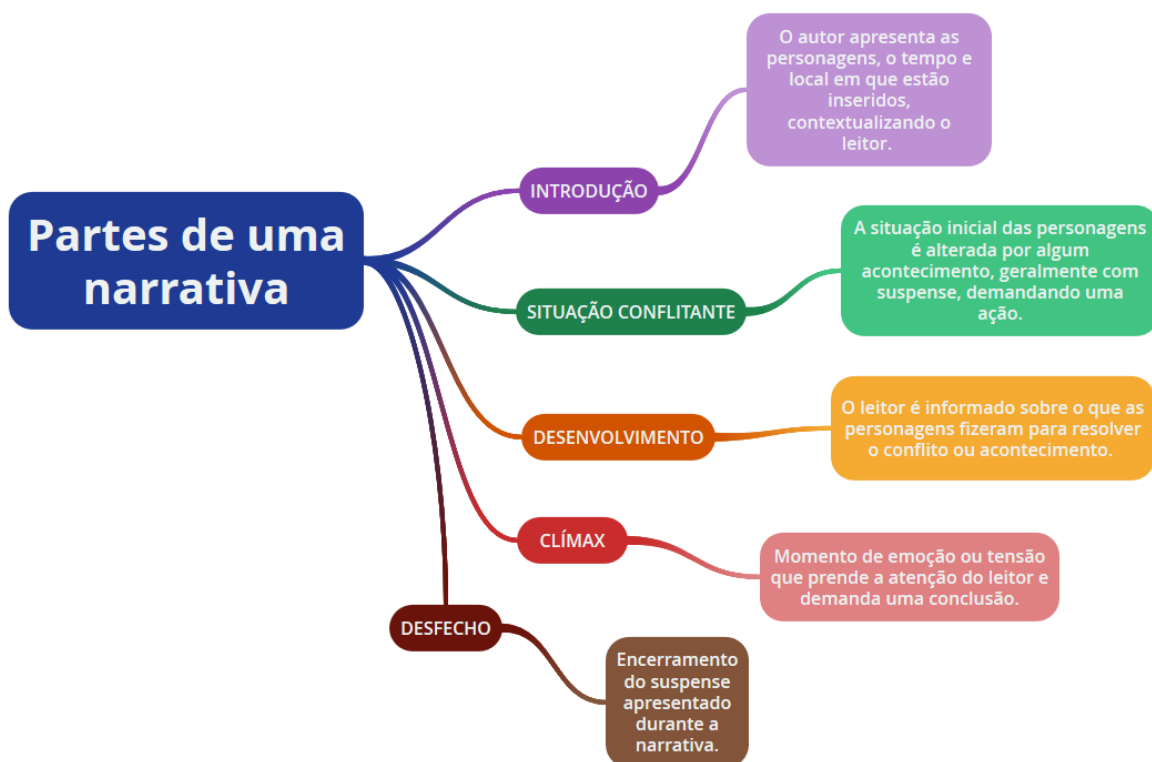 Partes de uma
narrativa
INTRODUÇÃO
O autor apresenta as
personagens, o tempo e
local em que estão
inseridos,
contextualizando o
leitor.
SITUAÇÃO CONFLITANTE
A situação inicial das personagens
é alterada por algum
acontecimento, geralmente com
suspense, demandando uma
ação.
DESENVOLVIMENTO
O leitor é informado sobre o que as
personagens fizeram para resolver
o conflito ou acontecimento.
CLÍMAX
Momento de emoção ou tensão
que prende a atenção do leitor e
demanda uma conclusão.
DESFECHO
Encerramento
do suspense
apresentado
durante a
narrativa.